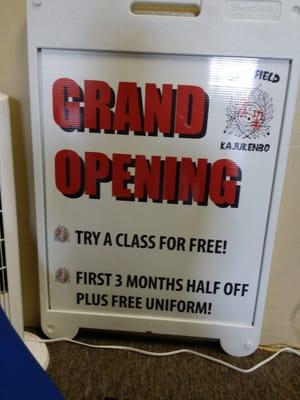 FIELD
KAJUKENBO
GRAND
OPENING
TRY A CLASS FOR FREE!
FIRST 3 MONTHS HALF OFF
PLUS FREE UNIFORM!